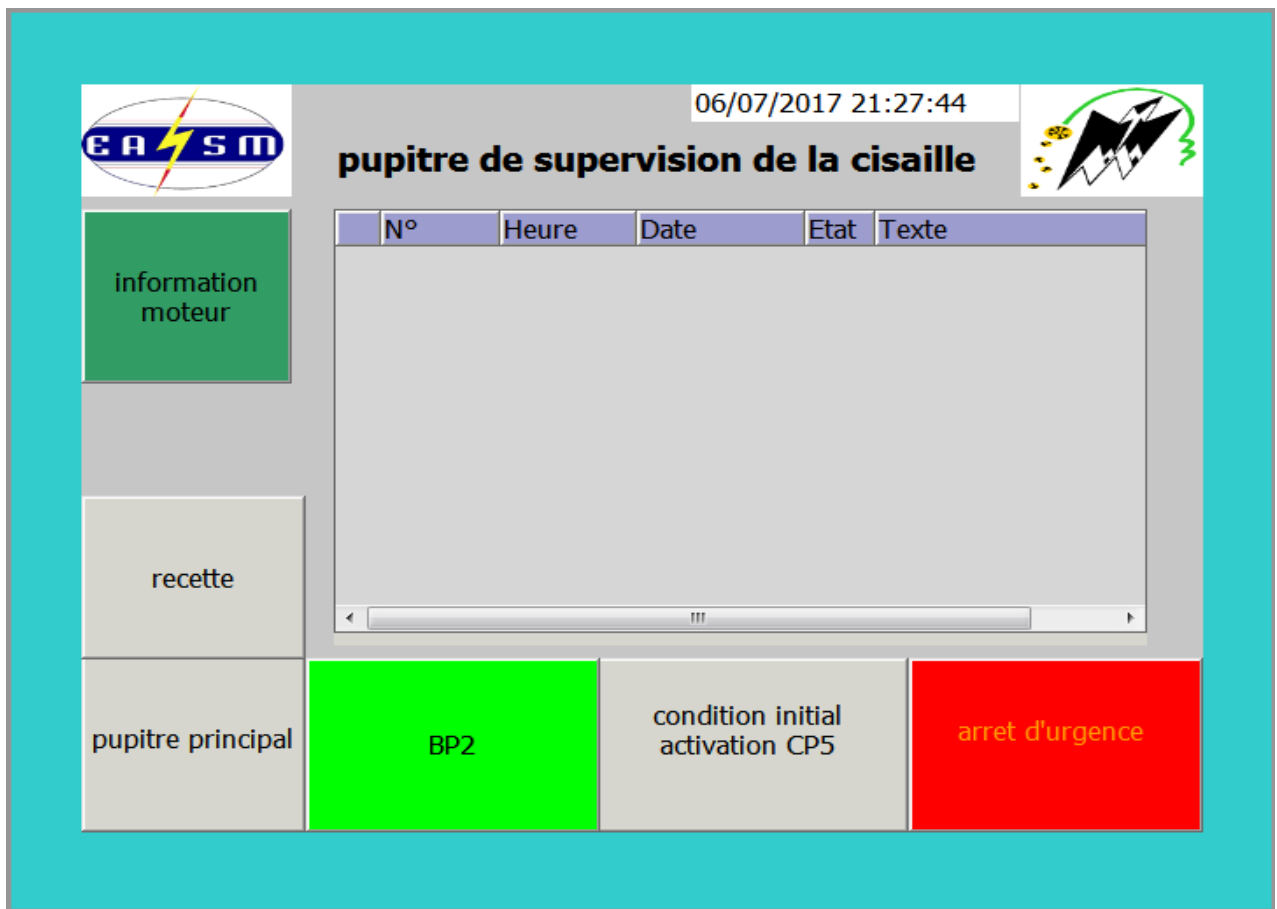 06/07/2017 21:27:44
EASM
pupitre de supervision de la cisaille
N° Heure Date Etat Texte
information
moteur
recette
pupitre principal
BP2
condition initial
activation CP5
arret d'urgence